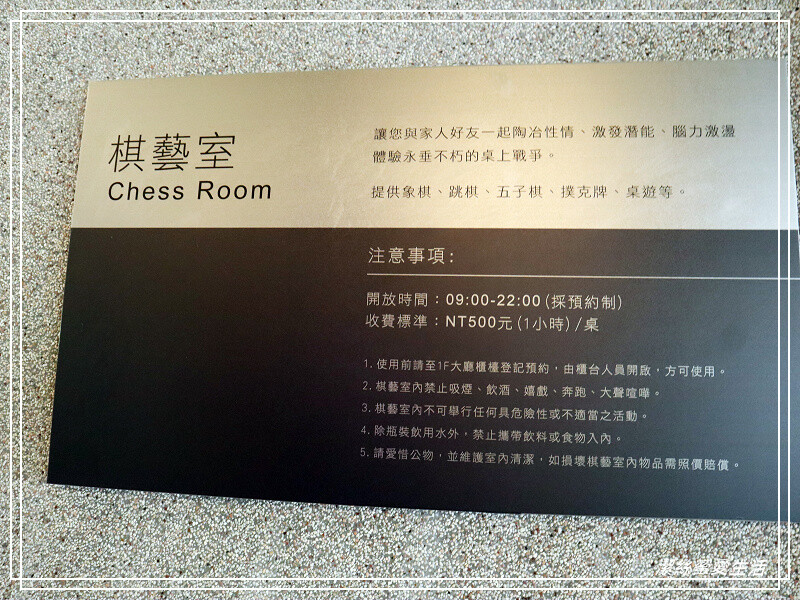 棋藝室
Chess Room
讓您與家人好友一起陶冶性情、激發潛能、腦力激盪
體驗永垂不朽的桌上戰爭。
提供象棋、跳棋、五子棋、撲克牌、桌遊等。
注意事項:
開放時間：09:00-22:00(採預約制)
收費標準：NT500元(1小時)/桌
1. 使用前請至1F大廳櫃檯登記預約，由櫃台人員開啟，方可使用。
2. 棋藝室內禁止吸煙、飲酒、嬉戲、奔跑、大聲喧嘩。
3. 棋藝室內不可舉行任何具危險性或不適當之活動。
4. 除瓶裝飲用水外，禁止攜帶飲料或食物入內。
5. 請愛惜公物，並維護室內清潔，如損壞棋藝室內物品需照價賠償。